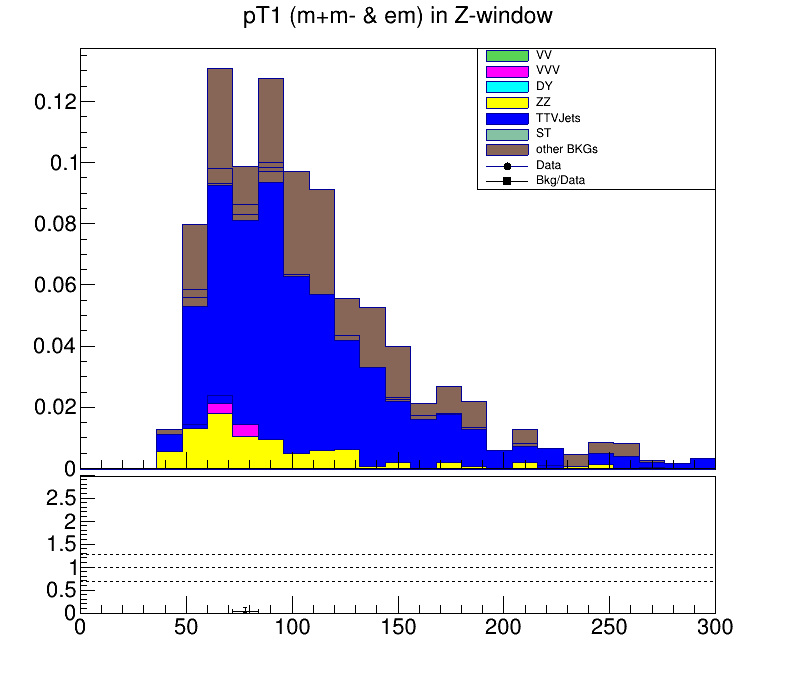 pT1 (m+m- & em) in Z-window
VV
VVV
DY
ZZ
TTVJets
ST
other BKGs
Data
Bkg/Data
0.12
0.1
0.08
0.06
0.04
0.02
0
2.5
2
1.5
1
0.5
0
0 50 100 150 200 250 300